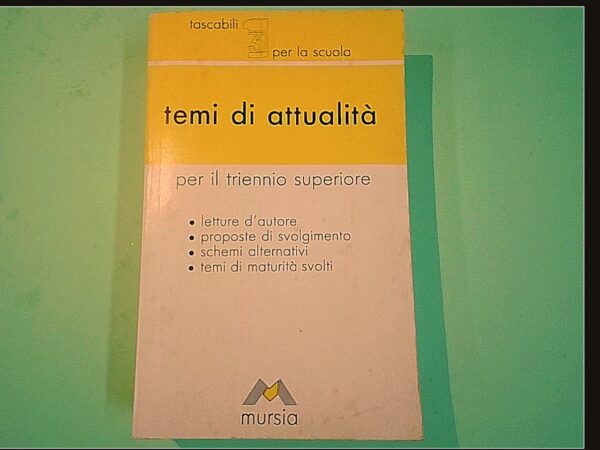 tascabili
per la scuola
temi di attualità
per il triennio superiore
• letture d'autore
• proposte di svolgimento
• schemi alternativi
• temi di maturità svolti
mursia